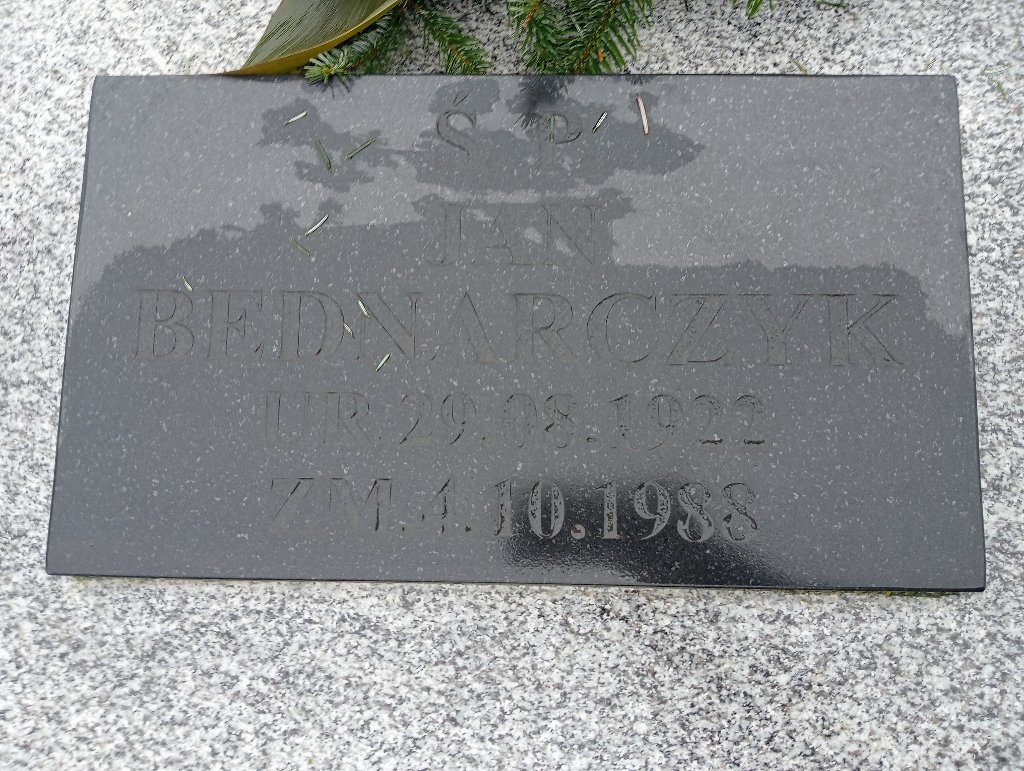 Ś P
JAN
BEDNARCZYK
UR.29.08.1922
ZM.4.10.1988